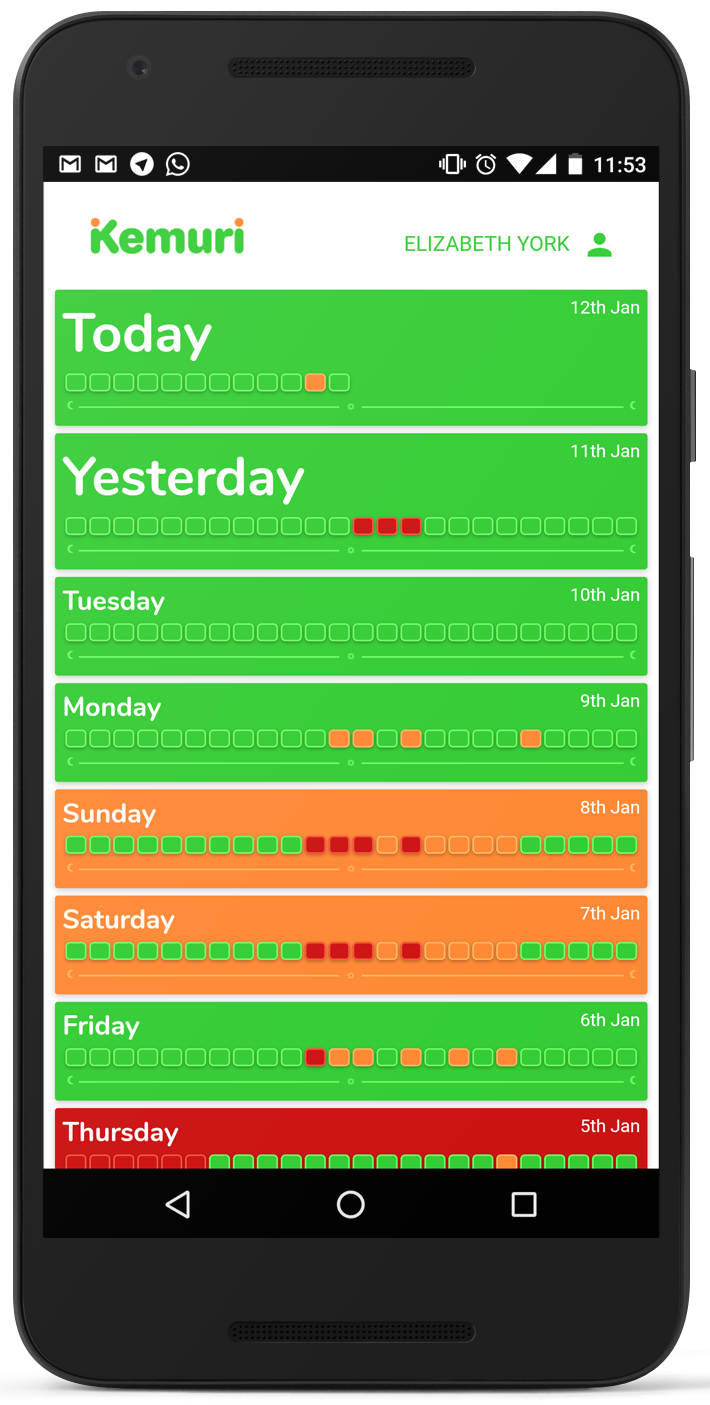 11:53
Kemuri
ELIZABETH YORK
12th Jan
Today
11th Jan
Yesterday
Tuesday
10th Jan
Monday
9th Jan
Sunday
8th Jan
Saturday
7th Jan
Friday
6th Jan
Thursday
5th Jan